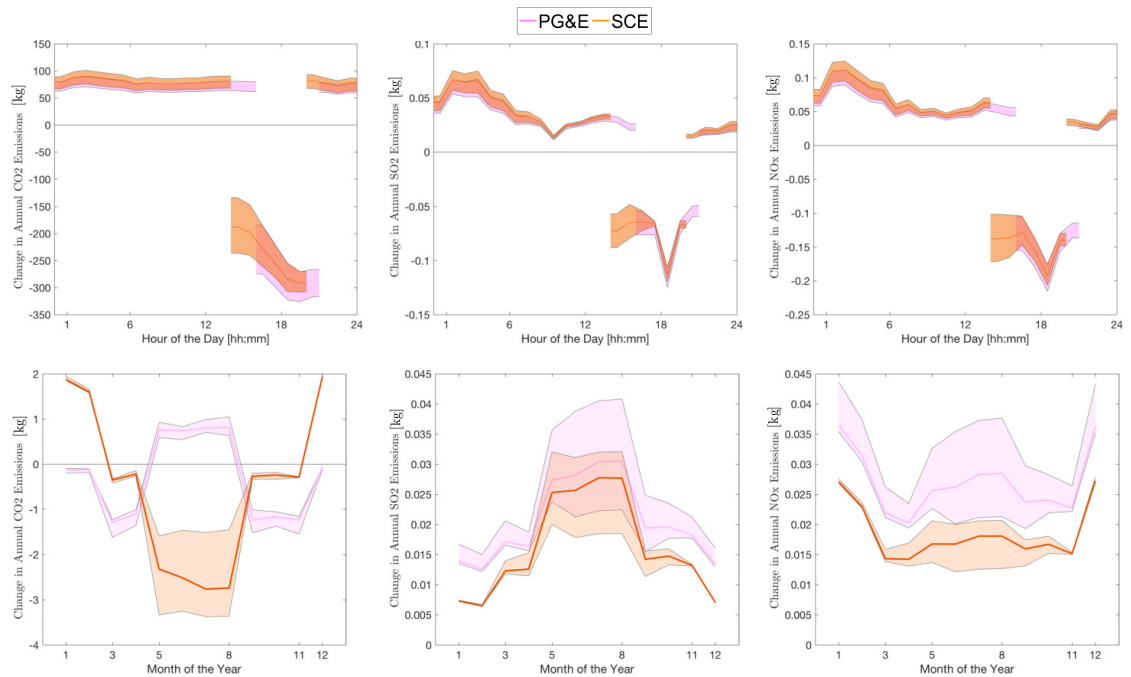 PG&E SCE
Change in Annual CO2 Emissions [kg]
150
100
50
0
-50
-100
-150
-200
-250
-300
-350
1 6 12 18 24
Hour of the Day [hh:mm]
Change in Annual SO2 Emissions [kg]
0.1
0.05
0
-0.05
-0.1
-0.15
1 6 12 18 24
Hour of the Day [hh:mm]
Change in Annual NOx Emissions [kg]
0.15
0.1
0.05
0
-0.05
-0.1
-0.15
-0.2
-0.25
1 6 12 18 24
Hour of the Day [hh:mm]
Change in Annual CO2 Emissions [kg]
2
1
0
-1
-2
-3
-4
1 3 5 8 11 12
Month of the Year
Change in Annual SO2 Emissions [kg]
0.045
0.04
0.035
0.03
0.025
0.02
0.015
0.01
0.005
0
1 3 5 8 11 12
Month of the Year
Change in Annual NOx Emissions [kg]
0.045
0.04
0.035
0.03
0.025
0.02
0.015
0.01
0.005
0
1 3 5 8 11 12
Month of the Year